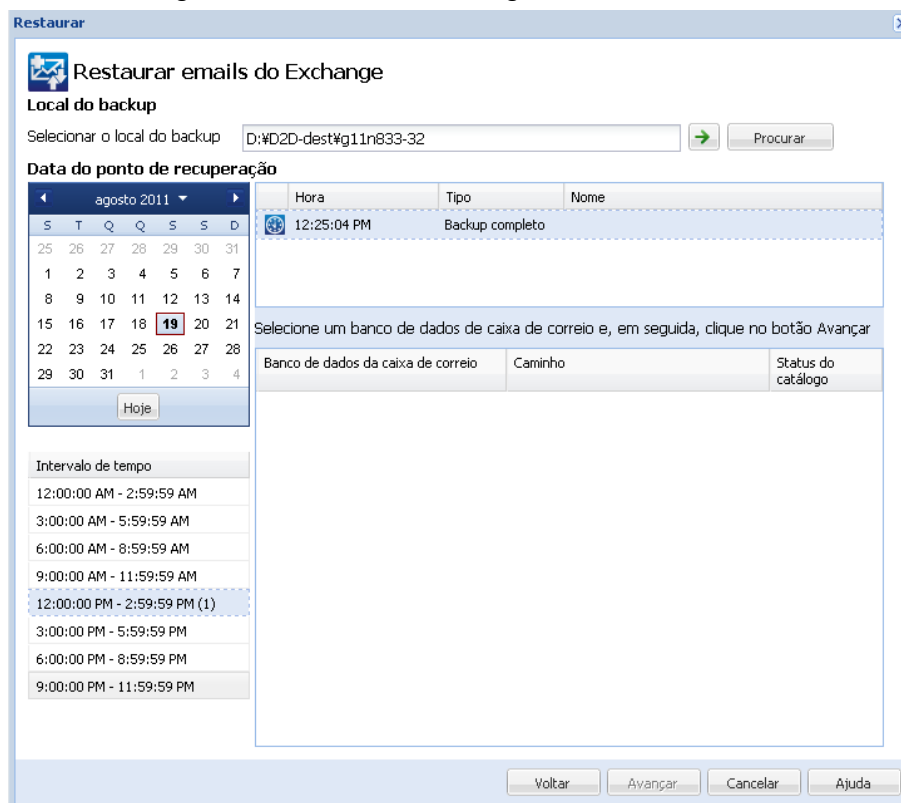 Restaurar
Restaurar emails do Exchange
Local do backup
Selecionar o local do backup D:¥D2D-dest¥g11n833-32 Procurar
Data do ponto de recuperação
agosto 2011
S T Q Q S S D
25 26 27 28 29 30 31
1 2 3 4 5 6 7
8 9 10 11 12 13 14
15 16 17 18 19 20 21
22 23 24 25 26 27 28
29 30 31 1 2 3 4
Hoje
Intervalo de tempo
12:00:00 AM - 2:59:59 AM
3:00:00 AM - 5:59:59 AM
6:00:00 AM - 8:59:59 AM
9:00:00 AM - 11:59:59 AM
12:00:00 PM - 2:59:59 PM (1)
3:00:00 PM - 5:59:59 PM
6:00:00 PM - 8:59:59 PM
9:00:00 PM - 11:59:59 PM
Hora Tipo Nome
12:25:04 PM Backup completo
Selecione um banco de dados de caixa de correio e, em seguida, clique no botão Avançar
Banco de dados da caixa de correio Caminho Status do
catálogo
Voltar Avançar Cancelar Ajuda